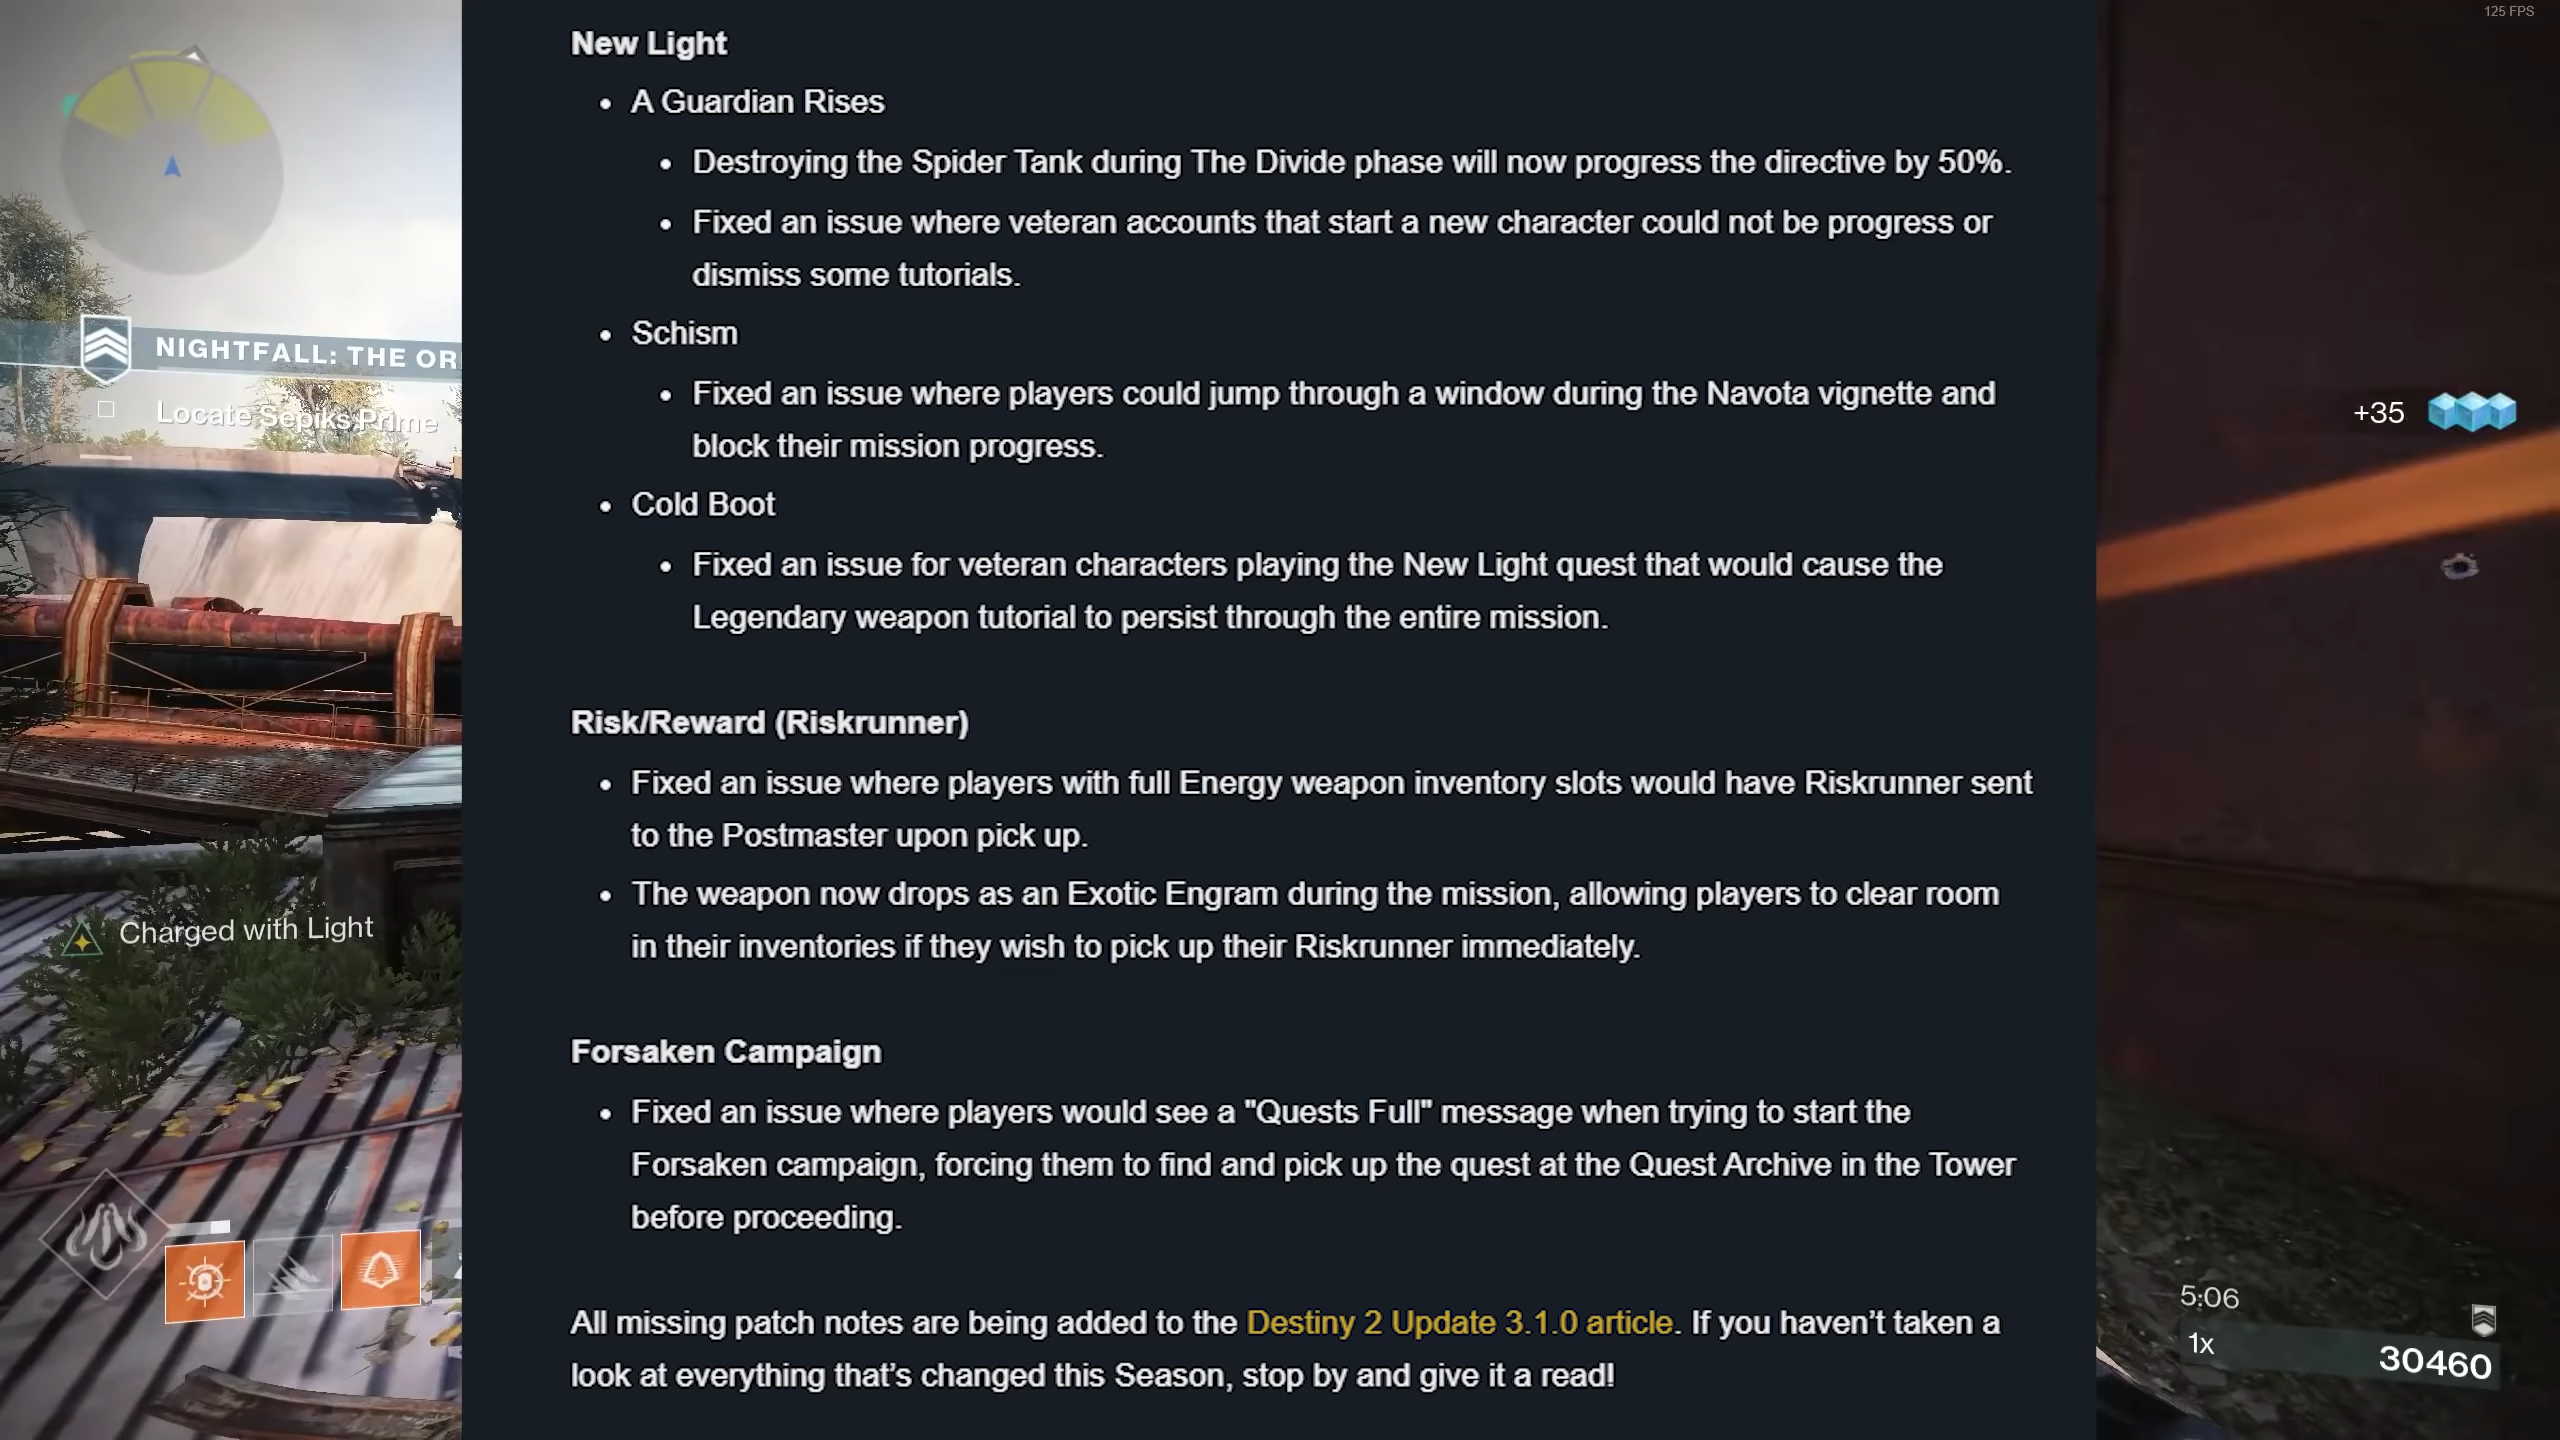 125 FPS
New Light
• A Guardian Rises
• Destroying the Spider Tank during The Divide phase will now progress the directive by 50%.
• Fixed an issue where veteran accounts that start a new character could not be progress or
dismiss some tutorials.
• Schism
NIGHTFALL: THE OR
• Fixed an issue where players could jump through a window during the Navota vignette and
Locate Sepiks Prime
+35
block their mission progress.
• Cold Boot
• Fixed an issue for veteran characters playing the New Light quest that would cause the
Legendary weapon tutorial to persist through the entire mission.
Risk/Reward (Riskrunner)
• Fixed an issue where players with full Energy weapon inventory slots would have Riskrunner sent
to the Postmaster upon pick up.
• The weapon now drops as an Exotic Engram during the mission, allowing players to clear room
Charged with Light
in their inventories if they wish to pick up their Riskrunner immediately.
Forsaken Campaign
• Fixed an issue where players would see a "Quests Full" message when trying to start the
Forsaken campaign, forcing them to find and pick up the quest at the Quest Archive in the Tower
before proceeding.
All missing patch notes are being added to the Destiny 2 Update 3.1.0 article. If you haven’t taken a
look at everything that’s changed this Season, stop by and give it a read!
5:06
1x
30460